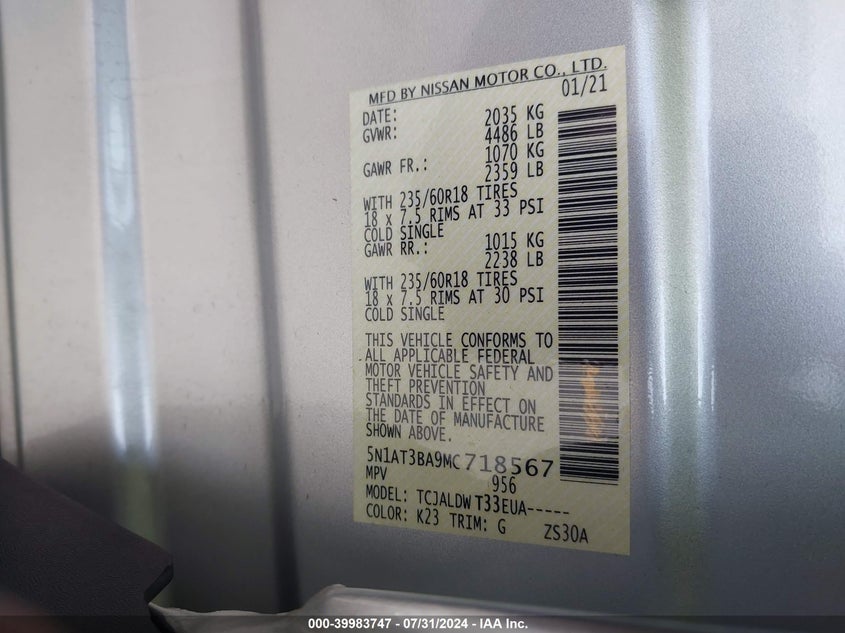 MFD BY NISSAN MOTOR CO., LTD.
DATE: 01/21
GVWR: 2035 KG
4486 LB
GAWR FR.: 1070 KG
2359 LB
WITH 235/60R18 TIRES
18 x 7.5 RIMS AT 33 PSI
COLD SINGLE
GAWR RR.: 1015 KG
2238 LB
WITH 235/60R18 TIRES
18 x 7.5 RIMS AT 30 PSI
COLD SINGLE
THIS VEHICLE CONFORMS TO
ALL APPLICABLE FEDERAL
MOTOR VEHICLE SAFETY AND
THEFT PREVENTION
STANDARDS IN EFFECT ON
THE DATE OF MANUFACTURE
SHOWN ABOVE.
5N1AT3BA9MC718567
MPV 956
MODEL: TCJALDWT33EUA-----
COLOR: K23 TRIM: G ZS30A
000-39983747 / 07/31/2024 - IAA Inc.